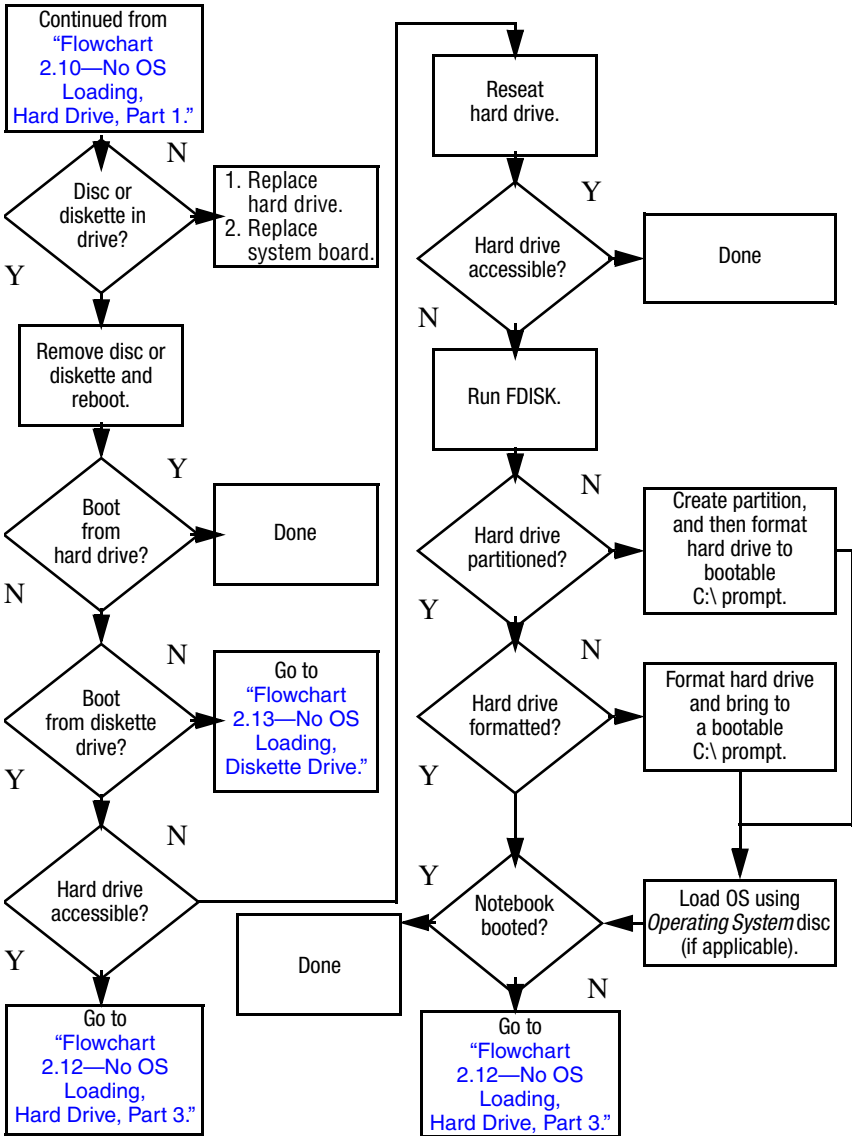 Continued from
“Flowchart
2.10—No OS
Loading,
Hard Drive, Part 1.”
N
Disc or
diskette in
drive?
1. Replace
hard drive.
2. Replace
system board.
Y
Remove disc or
diskette and
reboot.
Y
Boot
from
hard drive?
Done
N
N
Boot
from diskette
drive?
Go to
“Flowchart
2.13—No OS
Loading,
Diskette Drive.”
Y
N
Hard drive
accessible?
Y
Go to
“Flowchart
2.12—No OS
Loading,
Hard Drive, Part 3.”
Reseat
hard drive.
Y
Hard drive
accessible?
Done
N
Run FDISK.
N
Hard drive
partitioned?
Create partition,
and then format
hard drive to
bootable
C:\ prompt.
Y
N
Hard drive
formatted?
Format hard drive
and bring to
a bootable
C:\ prompt.
Y
Y
Notebook
booted?
Load OS using
Operating System disc
(if applicable).
Done
N
Go to
“Flowchart
2.12—No OS
Loading,
Hard Drive, Part 3.”